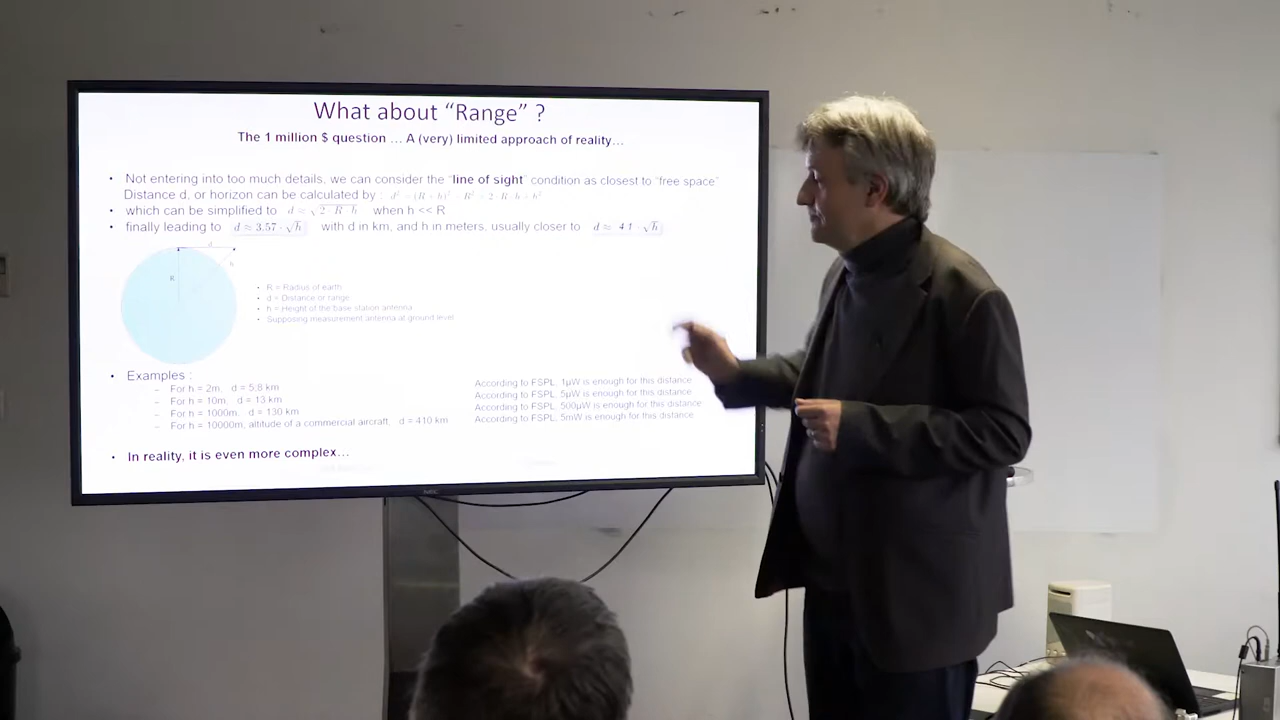 What about “Range” ?
The 1 million $ question … A (very) limited approach of reality…
• Not entering into too much details, we can consider the “line of sight” condition as closest to “free space”
Distance d, or horizon can be calculated by : d² = (R + h)² - R² = 2 · R · h + h²
• which can be simplified to d ≈ √2 · R · h when h << R
• finally leading to d ≈ 3.57 · √h with d in km, and h in meters, usually closer to d ≈ 4.1 · √h
d
R
h
• R = Radius of earth
• d = Distance or range
• h = Height of the base station antenna
• Supposing measurement antenna at ground level
• Examples :
– For h = 2m, d = 5.8 km According to FSPL, 1µW is enough for this distance
– For h = 10m, d = 13 km According to FSPL, 5µW is enough for this distance
– For h = 1000m, d = 130 km According to FSPL, 500µW is enough for this distance
– For h = 10000m, altitude of a commercial aircraft, d = 410 km According to FSPL, 5mW is enough for this distance
• In reality, it is even more complex…
NEC